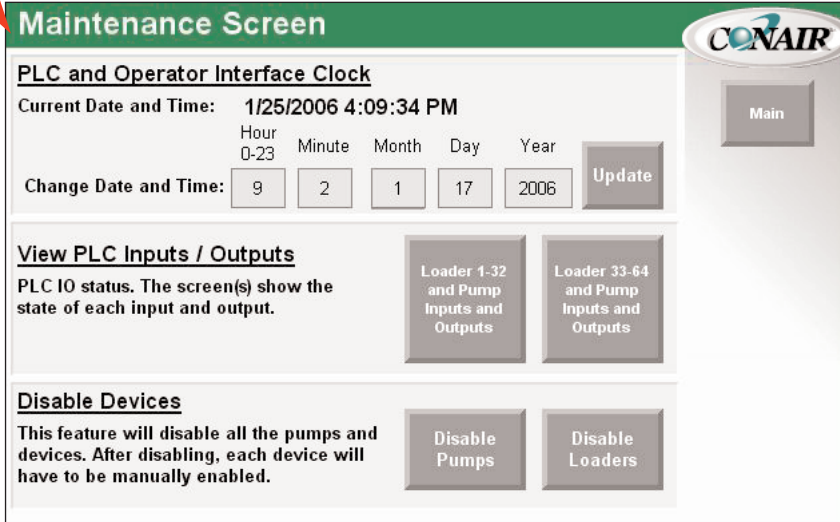 Maintenance Screen
CONAIR
Main
PLC and Operator Interface Clock
Current Date and Time: 1/25/2006 4:09:34 PM
Hour
0-23
Minute
Month
Day
Year
Change Date and Time:
9
2
1
17
2006
Update
View PLC Inputs / Outputs
PLC IO status. The screen(s) show the
state of each input and output.
Loader 1-32
and Pump
Inputs and
Outputs
Loader 33-64
and Pump
Inputs and
Outputs
Disable Devices
This feature will disable all the pumps and
devices. After disabling, each device will
have to be manually enabled.
Disable
Pumps
Disable
Loaders